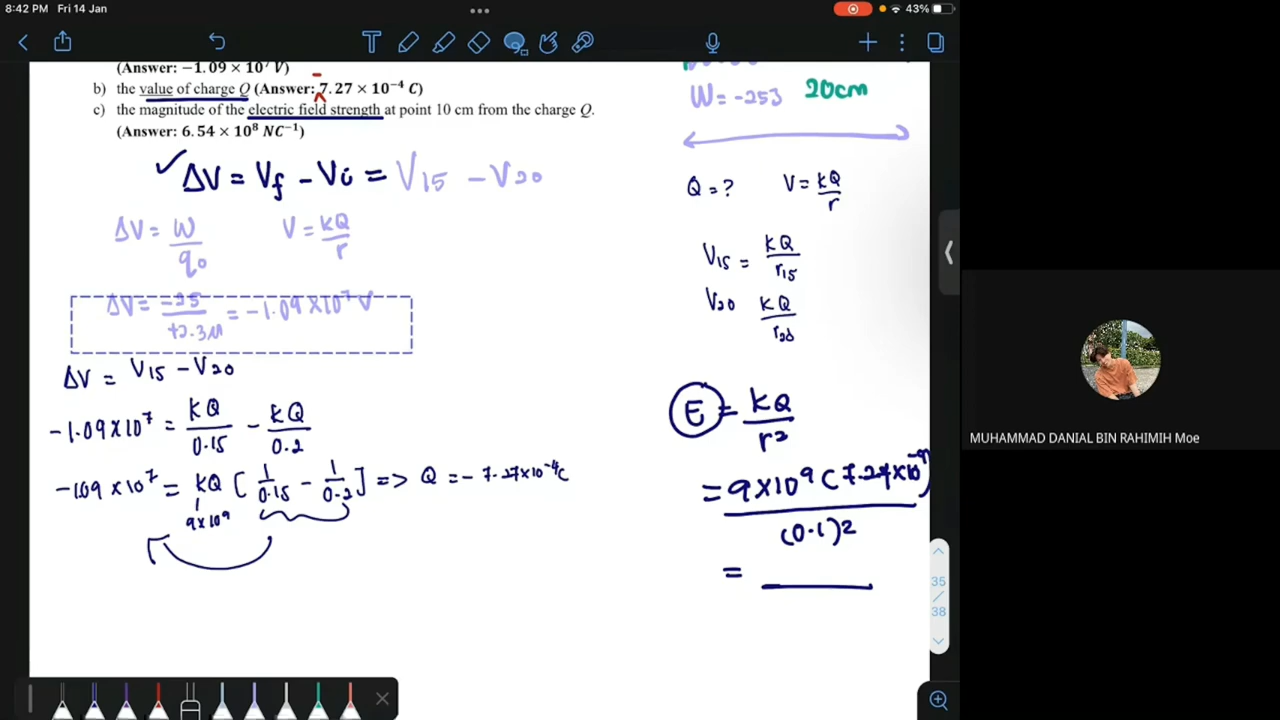 8:42 PM Fri 14 Jan
43%
(Answer: −1.09 × 10⁷ V)
b) the value of charge Q (Answer: 7.27 × 10⁻⁴ C)
c) the magnitude of the electric field strength at point 10 cm from the charge Q.
(Answer: 6.54 × 10⁸ NC⁻¹)
W = -253
20cm
ΔV = Vf - Vi = V15 - V20
ΔV = W/q0
V = kQ/r
ΔV = -25/+2.3μ = -1.09×10⁷ V
ΔV = V15 - V20
-1.09×10⁷ = kQ/0.15 - kQ/0.2
-1.09×10⁷ = kQ [1/0.15 - 1/0.2] => Q = - 7.27×10⁻⁴C
9×10⁹
Q = ?
V = kQ/r
V15 = kQ/r15
V20 kQ/r20
E = kQ/r²
= 9×10⁹ (7.27×10⁻⁴)/(0.1)²
=
35
/
38
MUHAMMAD DANIAL BIN RAHIMIH Moe